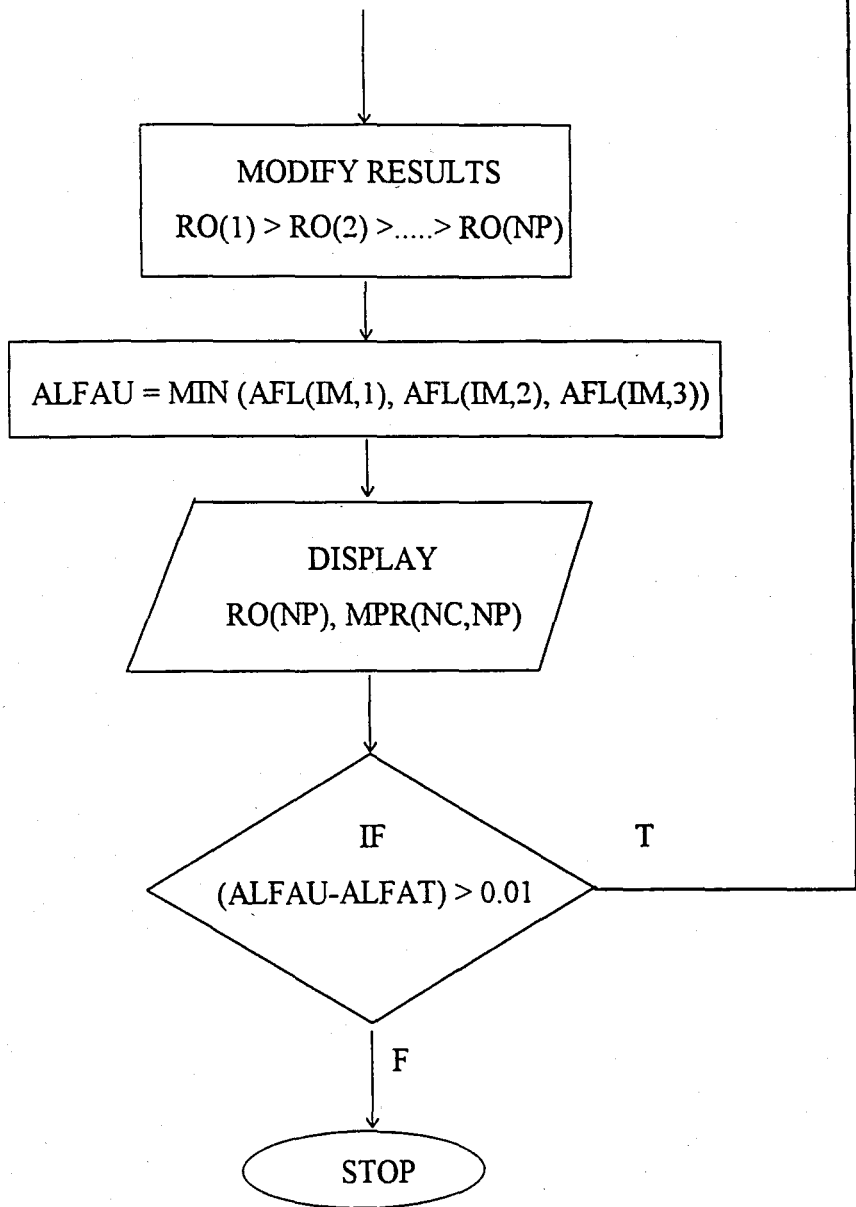 MODIFY RESULTS
RO(1) > RO(2) >.....> RO(NP)
ALFAU = MIN (AFL(IM,1), AFL(IM,2), AFL(IM,3))
DISPLAY
RO(NP), MPR(NC,NP)
IF
T
(ALFAU-ALFAT) > 0.01
F
STOP